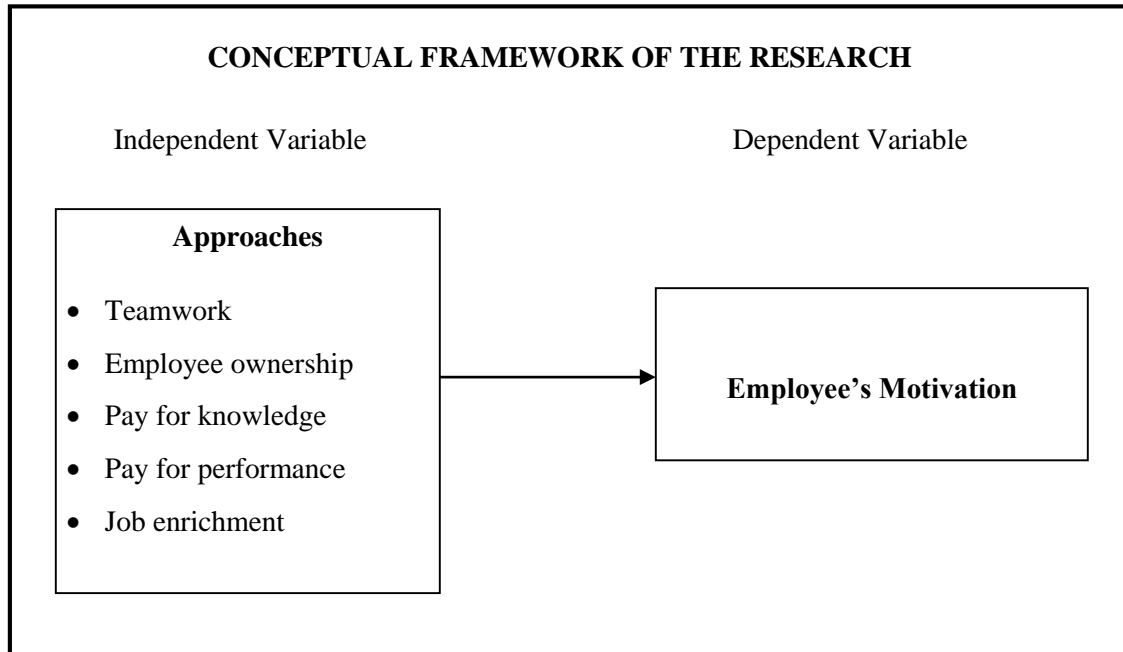 CONCEPTUAL FRAMEWORK OF THE RESEARCH
Independent Variable
Dependent Variable
Approaches
• Teamwork
• Employee ownership
• Pay for knowledge
• Pay for performance
• Job enrichment
Employee’s Motivation